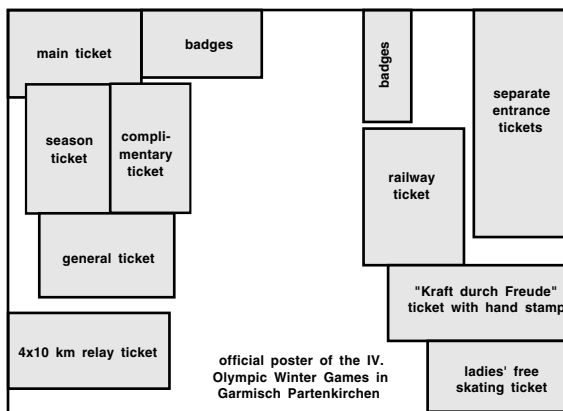 main ticket
badges
badges
separate
entrance
tickets
season
ticket
compli-
mentary
ticket
railway
ticket
general ticket
"Kraft durch Freude"
ticket with hand stamp
4x10 km relay ticket
official poster of the IV.
Olympic Winter Games in
Garmisch Partenkirchen
ladies' free
skating ticket